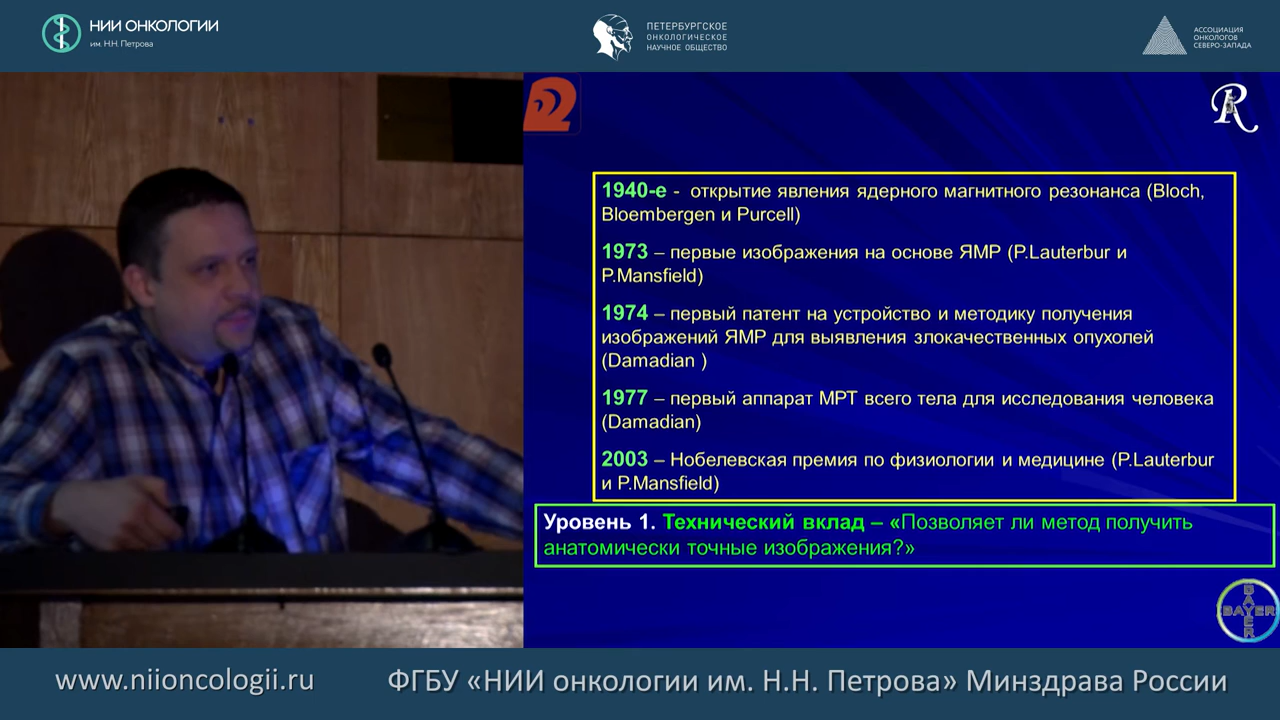 НИИ ОНКОЛОГИИ
им. Н.Н. Петрова
ПЕТЕРБУРГСКОЕ
ОНКОЛОГИЧЕСКОЕ
НАУЧНОЕ ОБЩЕСТВО
АССОЦИАЦИЯ
ОНКОЛОГОВ
СЕВЕРО-ЗАПАДА
1940-е - открытие явления ядерного магнитного резонанса (Bloch,
Bloembergen и Purcell)
1973 – первые изображения на основе ЯМР (P.Lauterbur и
P.Mansfield)
1974 – первый патент на устройство и методику получения
изображений ЯМР для выявления злокачественных опухолей
(Damadian )
1977 – первый аппарат МРТ всего тела для исследования человека
(Damadian)
2003 – Нобелевская премия по физиологии и медицине (P.Lauterbur
и P.Mansfield)
Уровень 1. Технический вклад – «Позволяет ли метод получить
анатомически точные изображения?»
BAYER
BAYER
www.niioncologii.ru
ФГБУ «НИИ онкологии им. Н.Н. Петрова» Минздрава России